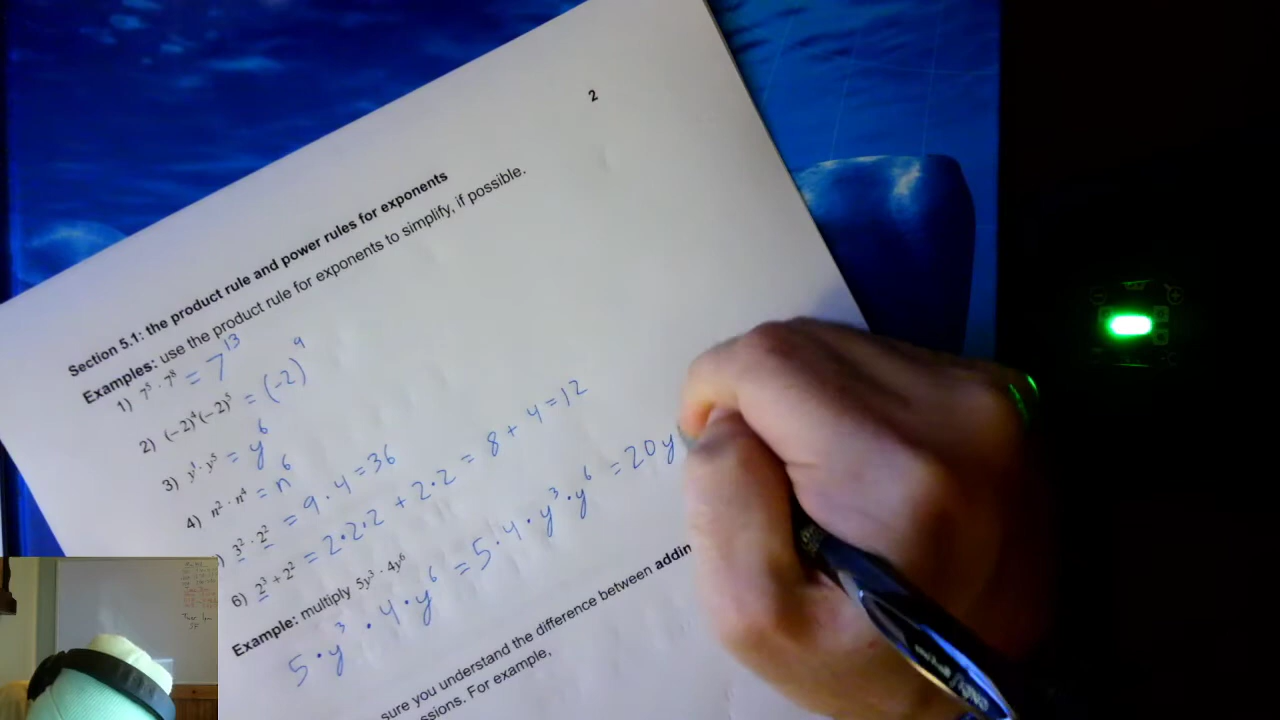 2
Section 5.1: the product rule and power rules for exponents
Examples: use the product rule for exponents to simplify, if possible.
1) 7⁵ · 7⁸ = 7¹³
2) (−2)⁴(−2)⁵ = (-2)⁹
3) y¹ · y⁵ = y⁶
4) n² · n⁴ = n⁶
) 3² · 2² = 9 · 4 = 36
6) 2³ + 2² = 2·2·2 + 2·2 = 8 + 4 = 12
Example: multiply 5y³ · 4y⁶
5 · y³ · 4 · y⁶ = 5 · 4 · y³ · y⁶ = 20y
sure you understand the difference between addin
ssions. For example,